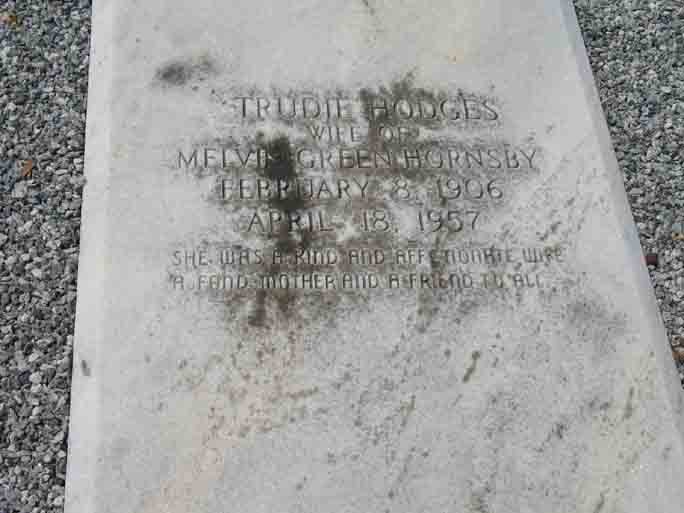 TRUDIE HODGES
WIFE OF
MELVIN GREEN HORNSBY
FEBRUARY 8, 1906
APRIL 18, 1957
SHE WAS A KIND AND AFFECTIONATE WIFE
A FOND MOTHER AND A FRIEND TO ALL